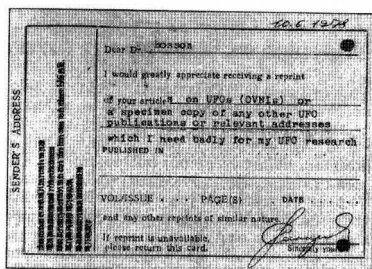 10.6.1978
Dear Dr. BOSSON
I would greatly appreciate receiving a reprint
of your article" on UFOs (OVNIs) or
a specimen copy of any other UFO
publications or relevant addresses
which I need badly for my UFO research
PUBLISHED IN
VOL/ISSUE . . . PAGE(S) DATE
and any other reprints of similar nature.
If reprint is unavailable,
please return this card.
Sincerely yours
SENDER'S ADDRESS